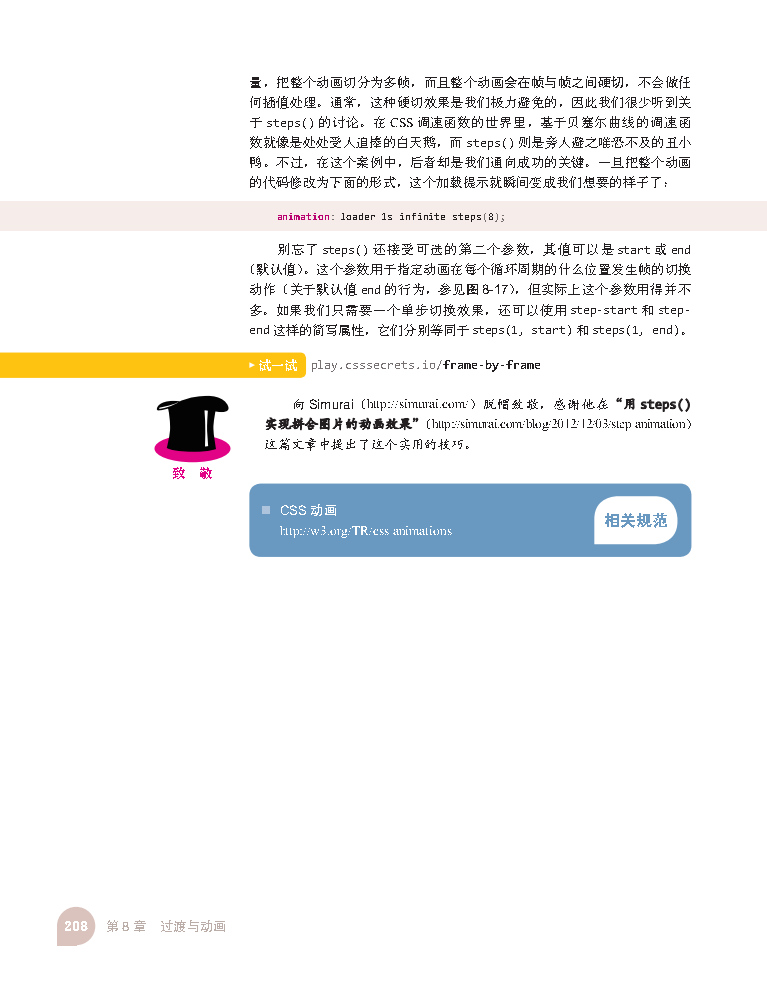 量，把整个动画切分为多帧，而且整个动画会在帧与帧之间硬切，不会做任
何插值处理。通常，这种硬切效果是我们极力避免的，因此我们很少听到关
于 steps() 的讨论。在 CSS 调速函数的世界里，基于贝塞尔曲线的调速函
数就像是处处受人追捧的白天鹅，而 steps() 则是旁人避之唯恐不及的丑小
鸭。不过，在这个案例中，后者却是我们通向成功的关键。一旦把整个动画
的代码修改为下面的形式，这个加载提示就瞬间变成我们想要的样子了：
animation: loader 1s infinite steps(8);
别忘了 steps() 还接受可选的第二个参数，其值可以是 start 或 end
（默认值）。这个参数用于指定动画在每个循环周期的什么位置发生帧的切换
动作（关于默认值 end 的行为，参见图 8-17），但实际上这个参数用得并不
多。如果我们只需要一个单步切换效果，还可以使用 step-start 和 step-
end 这样的简写属性，它们分别等同于 steps(1, start) 和 steps(1, end)。
▶ 试一试 play.csssecrets.io/frame-by-frame
向 Simurai（http://simurai.com/）脱帽致敬，感谢他在“用 steps()
实现拼合图片的动画效果”（http://simurai.com/blog/2012/12/03/step animation）
这篇文章中提出了这个实用的技巧。
致 敬
■ CSS 动画
http://w3.org/TR/css animations
相关规范
208 第 8 章 过渡与动画